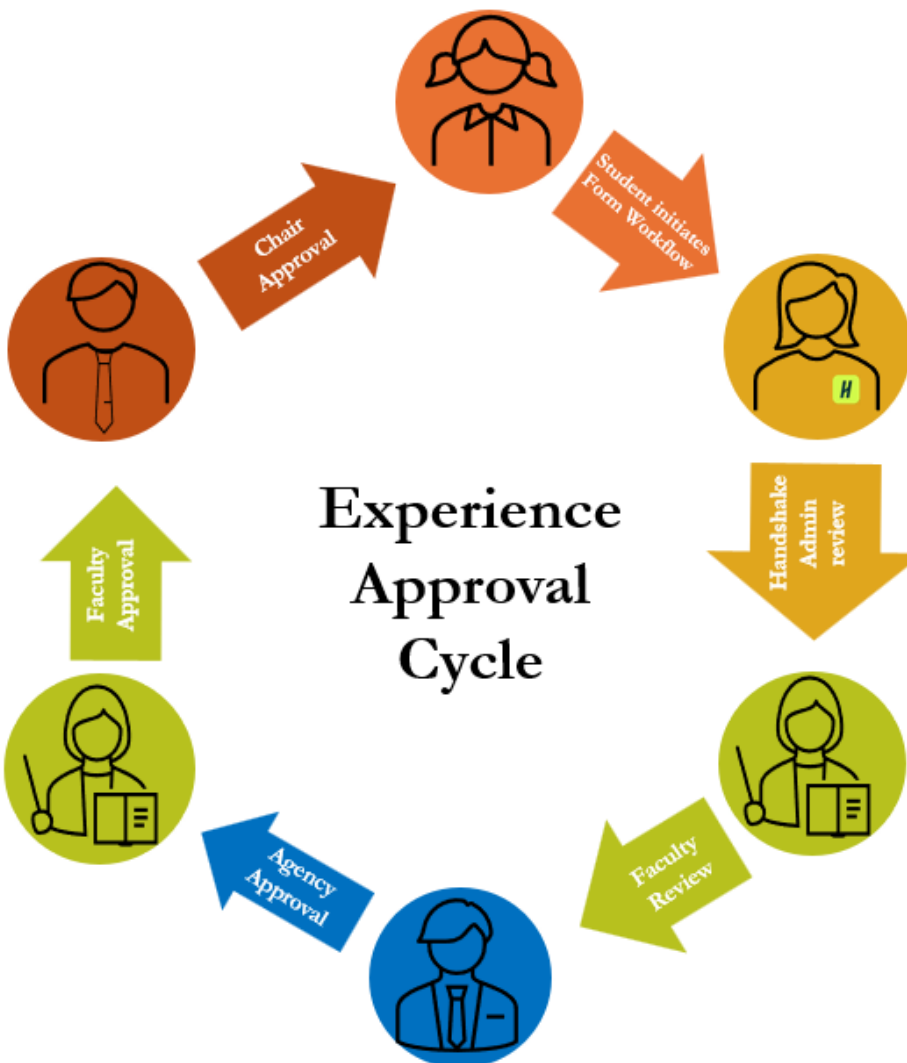 Student initiates
Form Workflow
H
Handshake
Admin
review
Faculty
Review
Agency
Approval
Faculty
Approval
Chair
Approval
Experience
Approval
Cycle